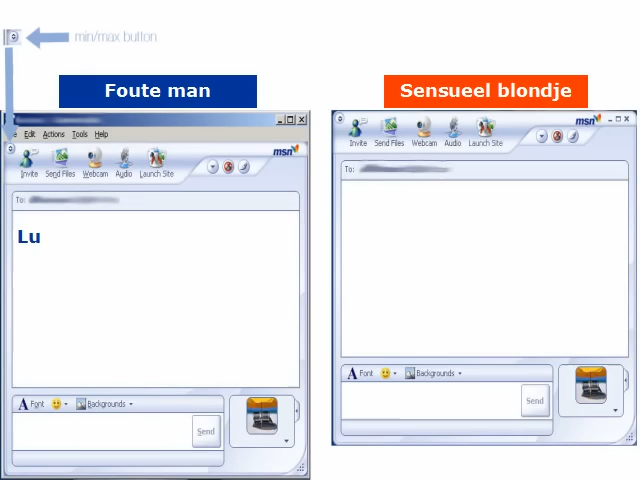 min/max button
Foute man
Sensueel blondje
Edit Actions Tools Help
msn
Invite Send Files Webcam Audio Launch Site
To:
Lu
Font Backgrounds
Send
msn
Invite Send Files Webcam Audio Launch Site
To:
Font Backgrounds
Send